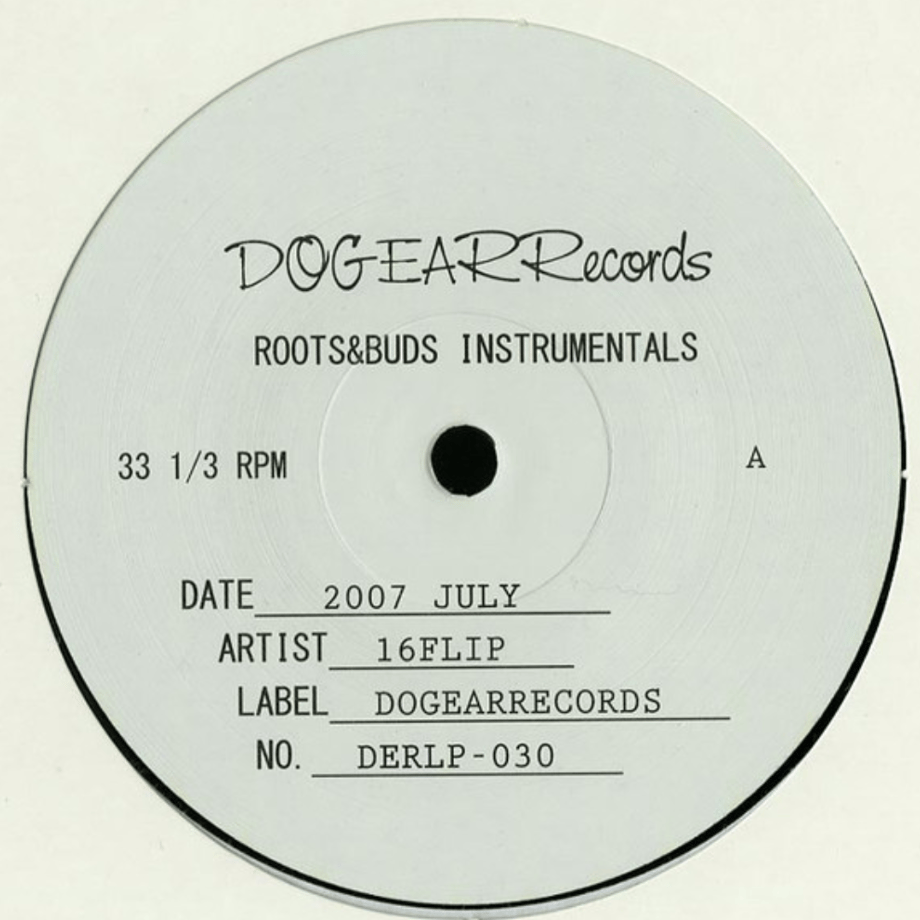 DOGEARRecords
ROOTS&BUDS INSTRUMENTALS
33 1/3 RPM
A
DATE 2007 JULY
ARTIST 16FLIP
LABEL DOGEARRECORDS
NO. DERLP-030